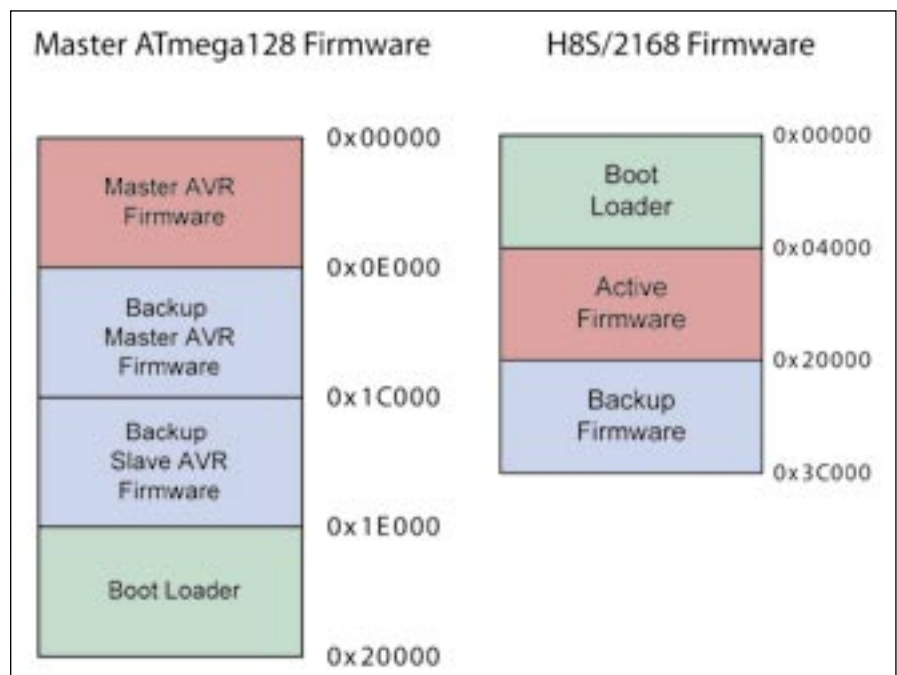 Master ATmega128 Firmware
0x00000
Master AVR
Firmware
0x0E000
Backup
Master AVR
Firmware
0x1C000
Backup
Slave AVR
Firmware
0x1E000
Boot Loader
0x20000
H8S/2168 Firmware
0x00000
Boot
Loader
0x04000
Active
Firmware
0x20000
Backup
Firmware
0x3C000